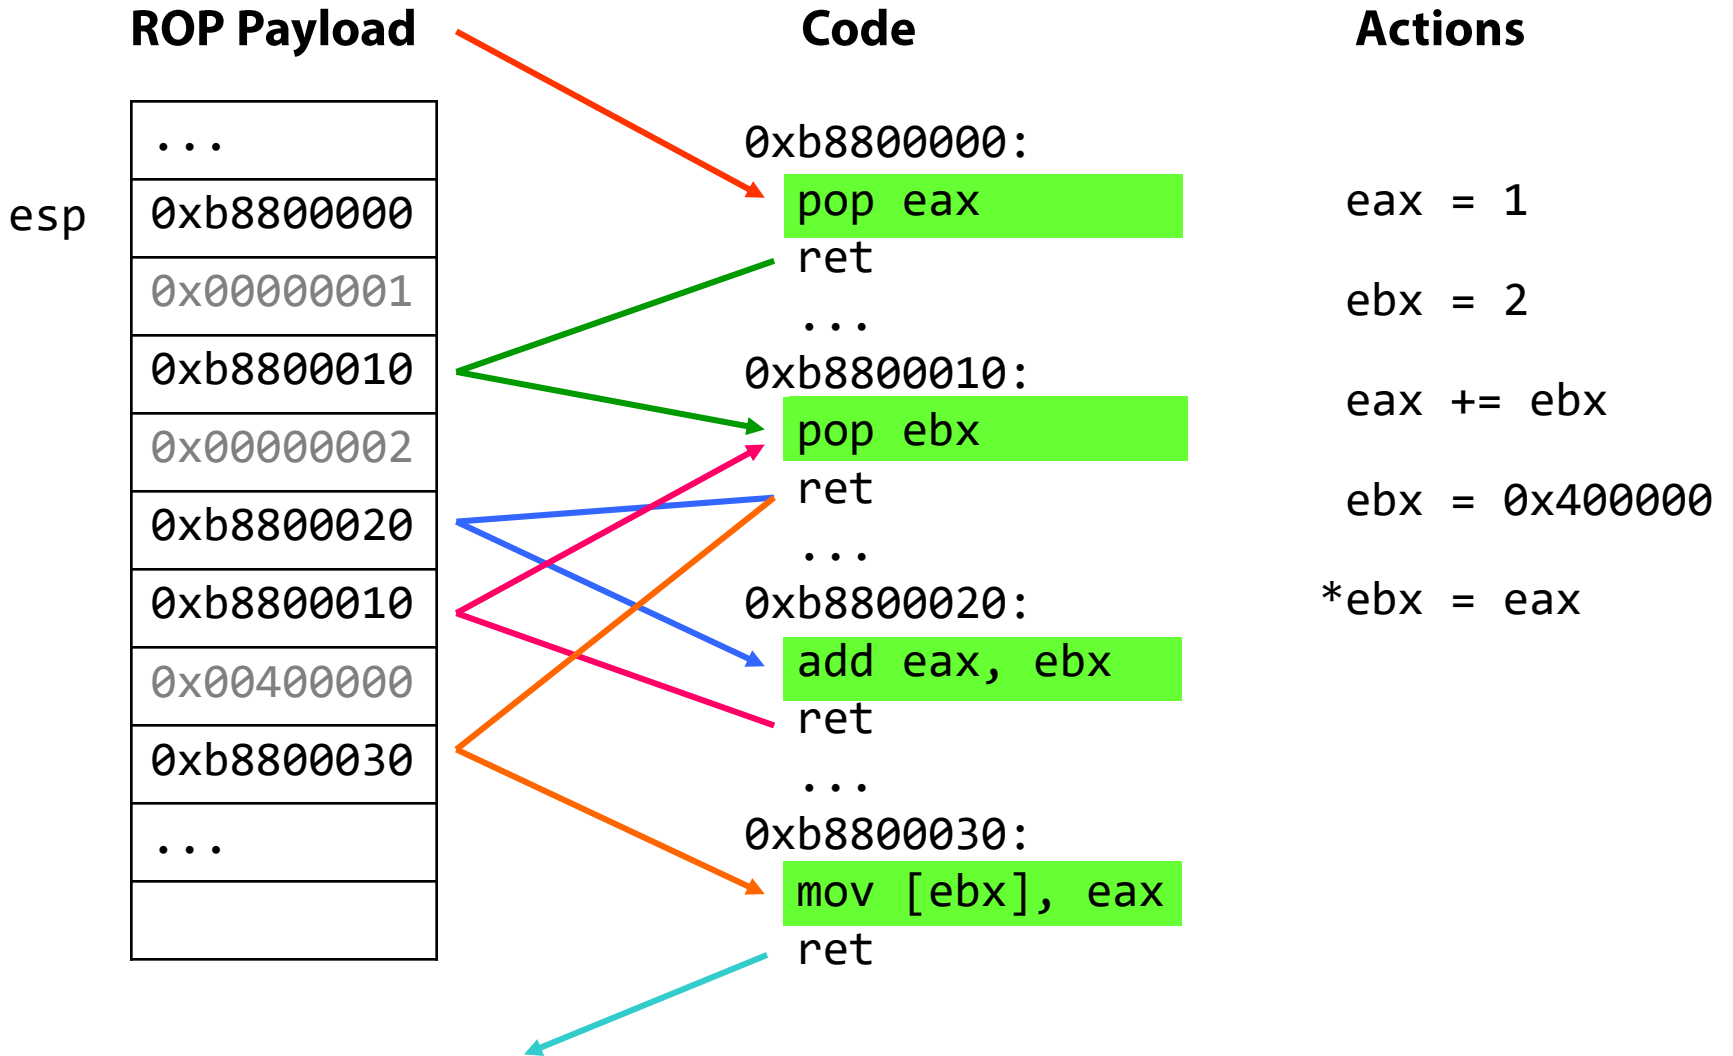 ROP Payload
...
esp
0xb8800000
0x00000001
0xb8800010
0x00000002
0xb8800020
0xb8800010
0x00400000
0xb8800030
...
Code
0xb8800000:
pop eax
ret
...
0xb8800010:
pop ebx
ret
...
0xb8800020:
add eax, ebx
ret
...
0xb8800030:
mov [ebx], eax
ret
Actions
eax = 1
ebx = 2
eax += ebx
ebx = 0x400000
*ebx = eax